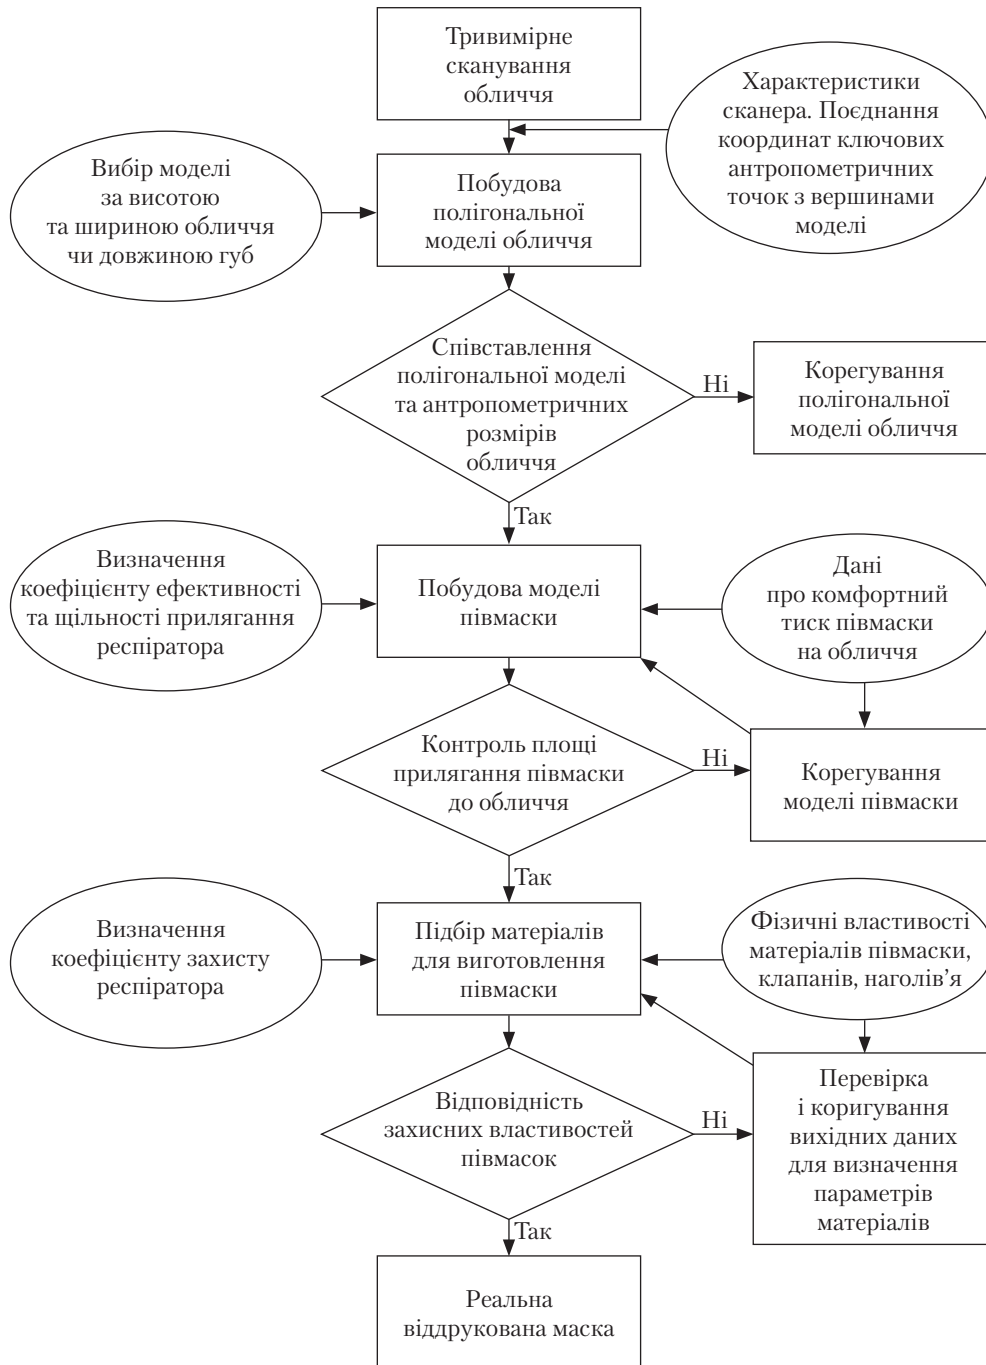 Тривимірне
сканування
обличчя
Характеристики
сканера. Поєднання
координат ключових
антропометричних
точок з вершинами
моделі
Вибір моделі
за висотою
та шириною обличчя
чи довжиною губ
Побудова
полігональної
моделі обличчя
Співставлення
полігональної моделі
та антропометричних
розмірів
обличчя
Ні
Корегування
полігональної
моделі обличчя
Так
Визначення
коефіцієнту ефективності
та щільності прилягання
респіратора
Побудова моделі
півмаски
Дані
про комфортний
тиск півмаски
на обличчя
Контроль площі
прилягання півмаски
до обличчя
Ні
Корегування
моделі півмаски
Так
Визначення
коефіцієнту захисту
респіратора
Підбір матеріалів
для виготовлення
півмаски
Фізичні властивості
матеріалів півмаски,
клапанів, наголів’я
Відповідність
захисних властивостей
півмасок
Ні
Перевірка
і коригування
вихідних даних
для визначення
параметрів
матеріалів
Так
Реальна
віддрукована маска